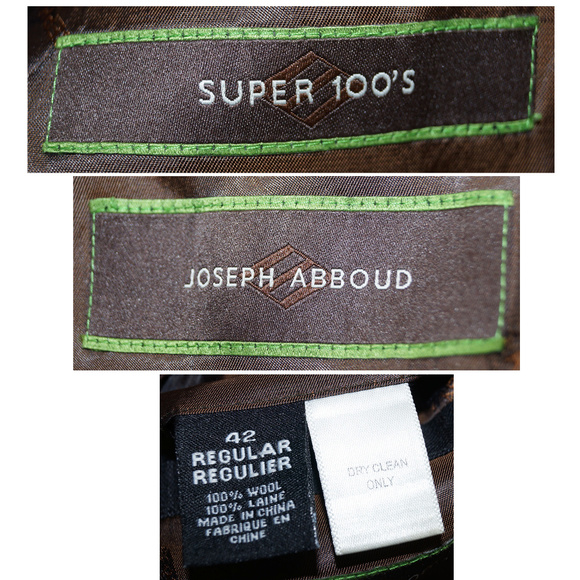 SUPER 100'S
JOSEPH ABBOUD
42
REGULAR
REGULIER
100% WOOL
100% LAINE
MADE IN CHINA
FABRIQUE EN
CHINE
DRY CLEAN
ONLY